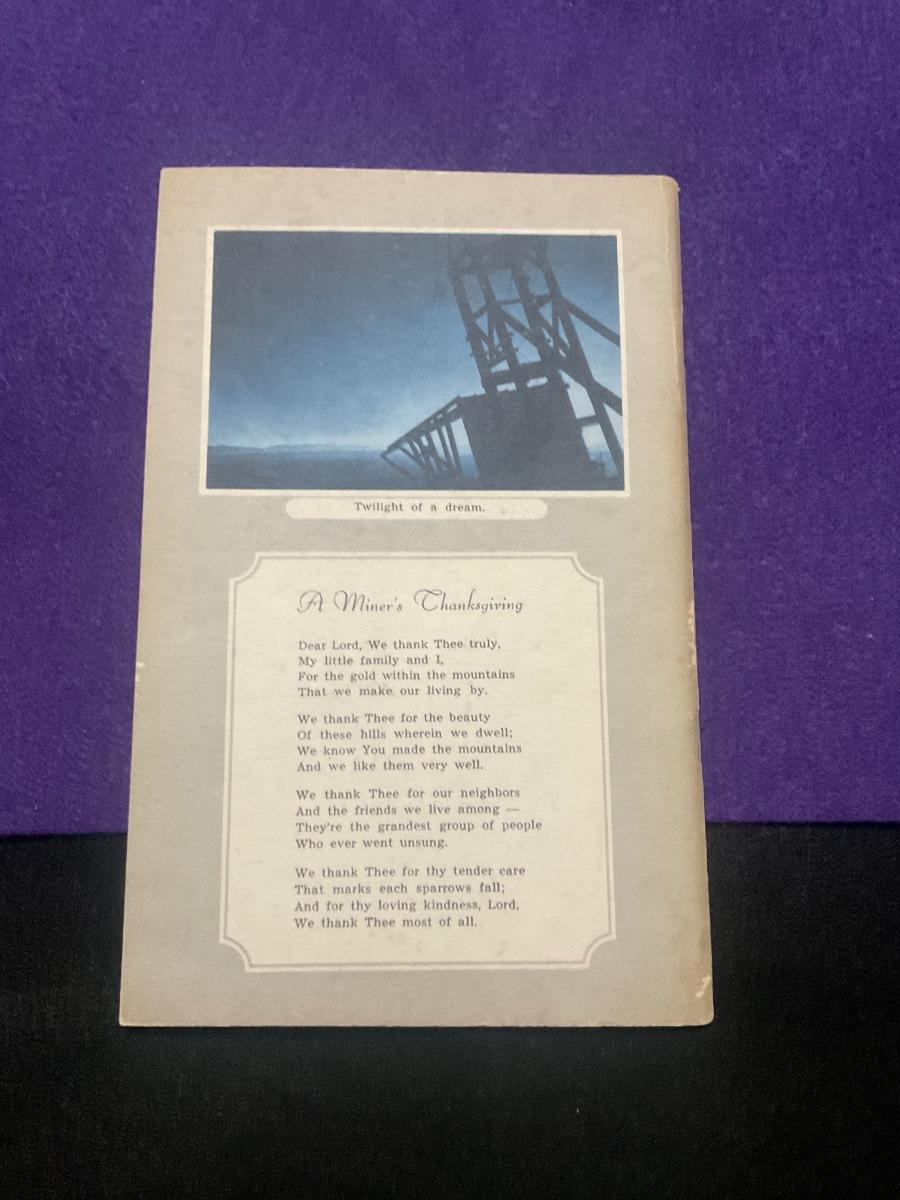 Twilight of a dream.
A Miner's Thanksgiving
Dear Lord, We thank Thee truly,
My little family and I,
For the gold within the mountains
That we make our living by.
We thank Thee for the beauty
Of these hills wherein we dwell;
We know You made the mountains
And we like them very well.
We thank Thee for our neighbors
And the friends we live among —
They're the grandest group of people
Who ever went unsung.
We thank Thee for thy tender care
That marks each sparrows fall;
And for thy loving kindness, Lord,
We thank Thee most of all.